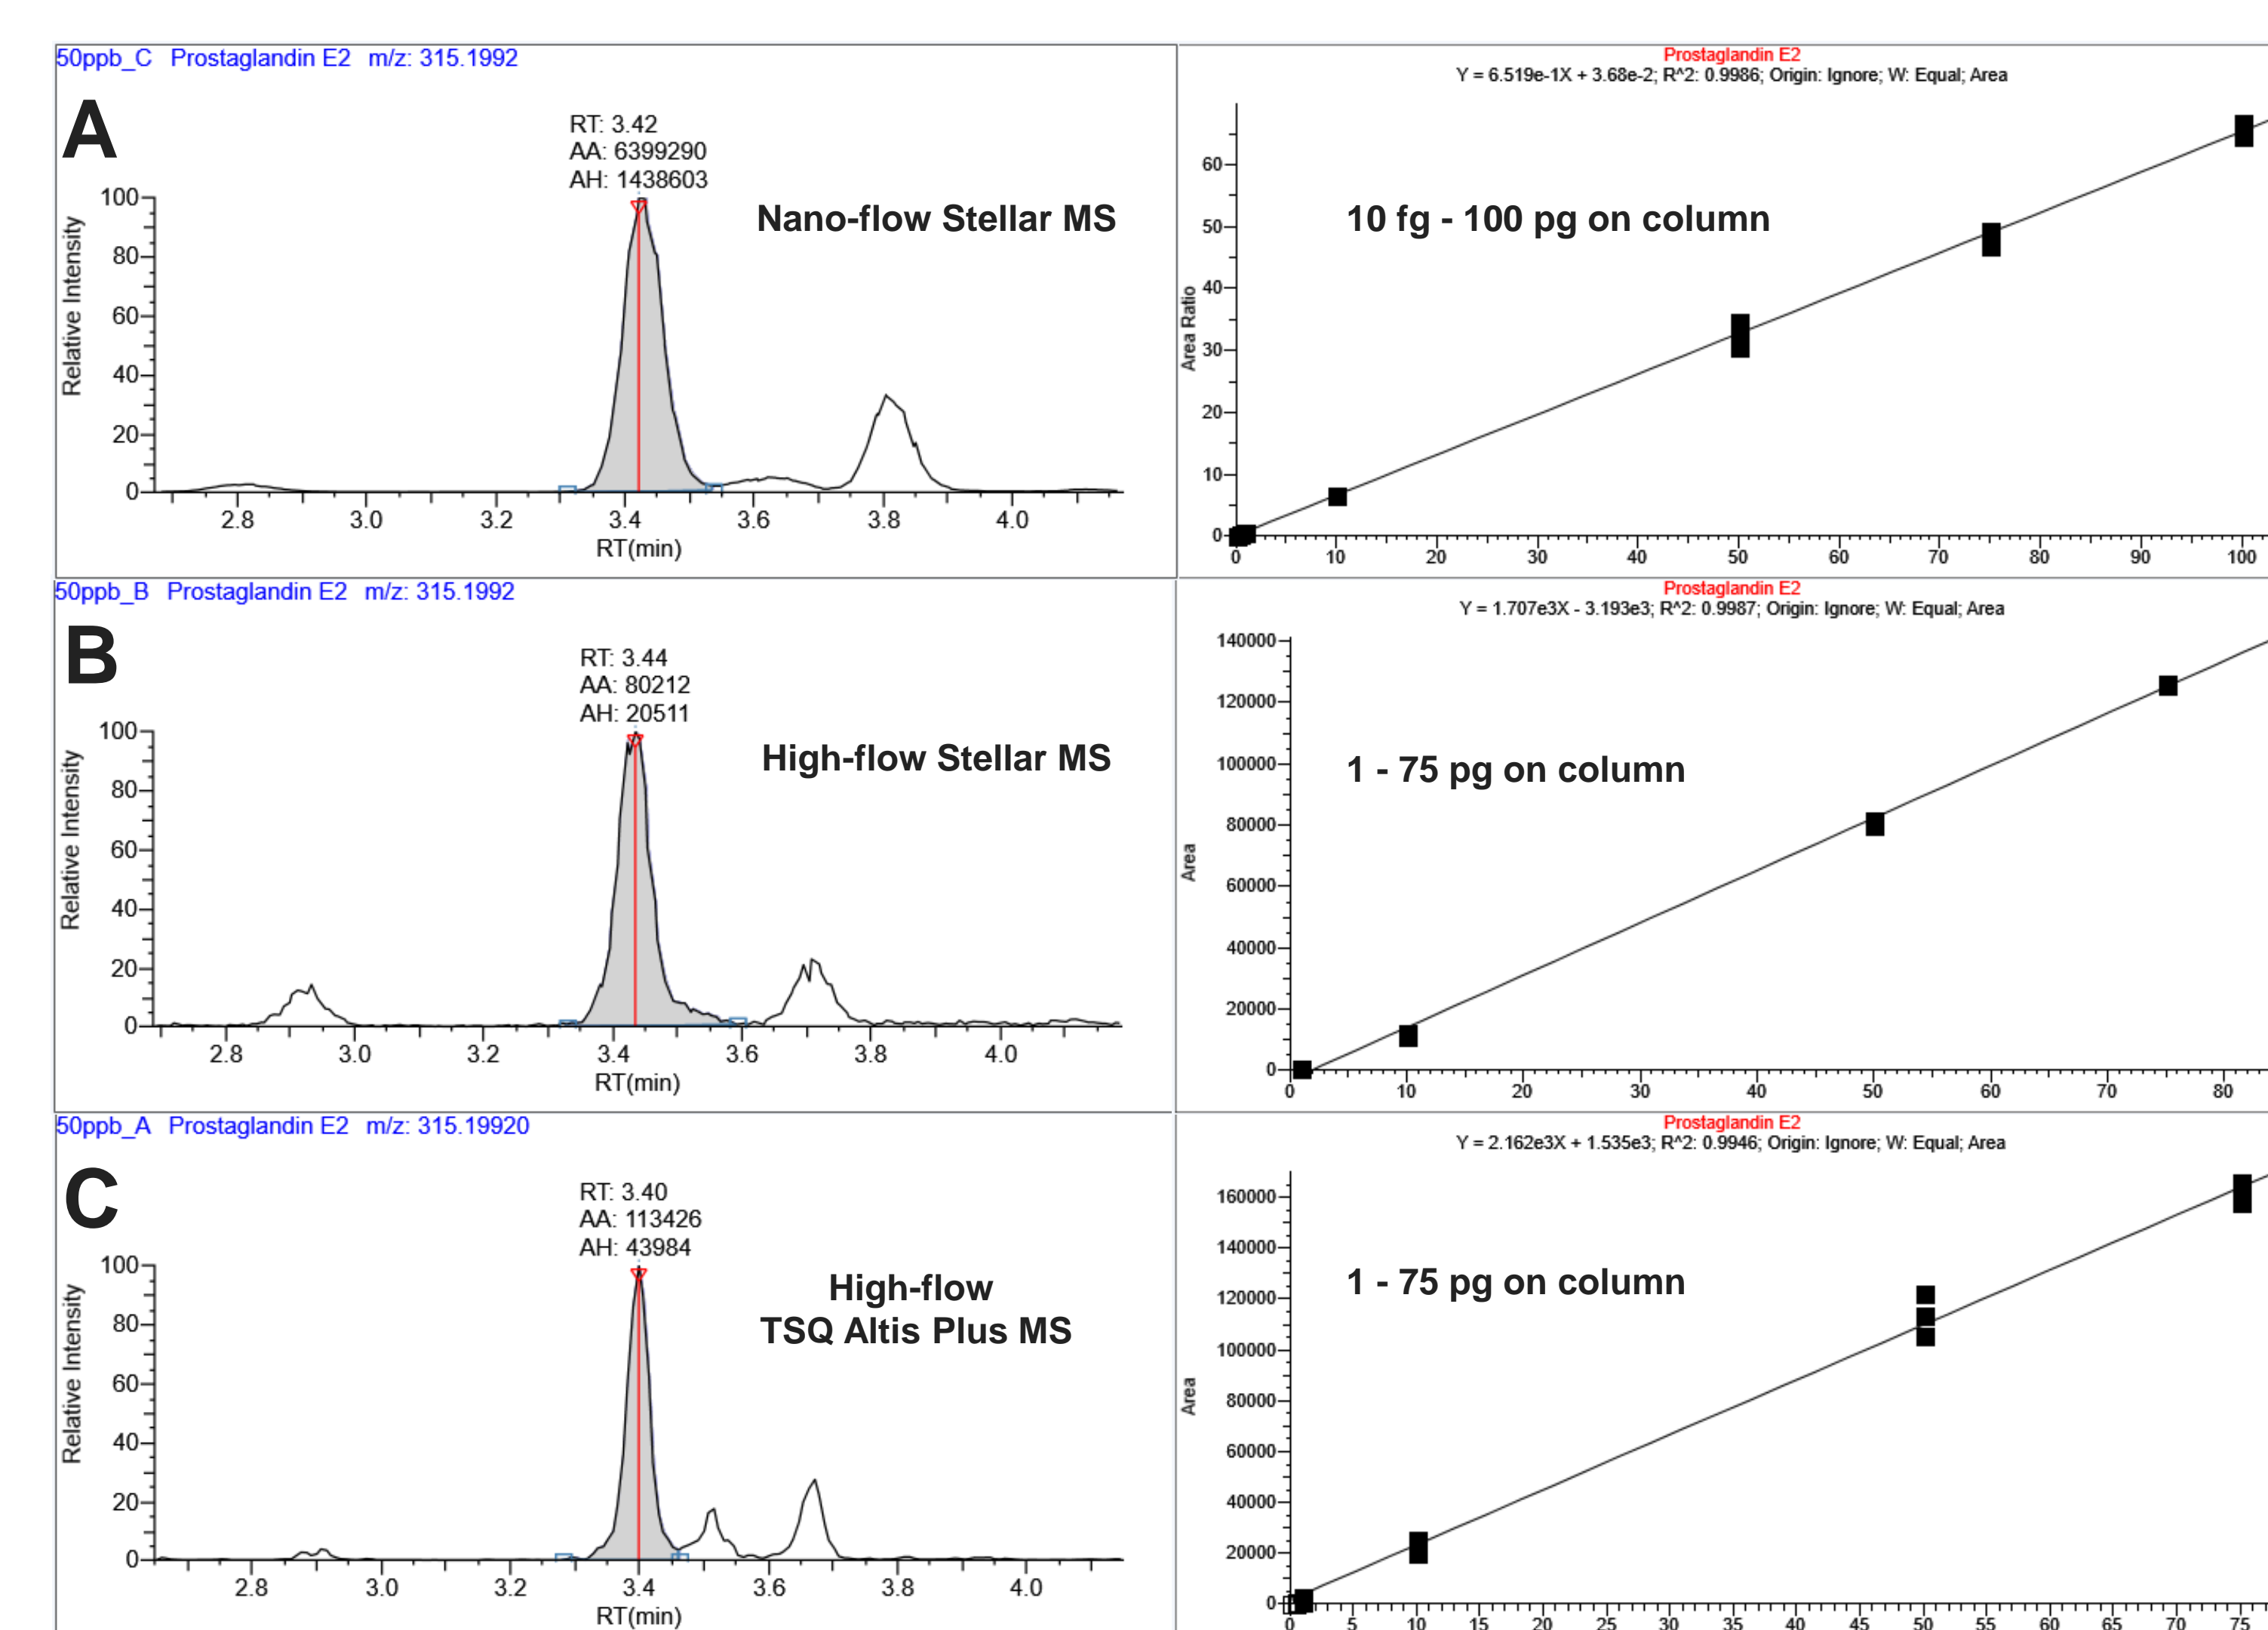 50ppb_C Prostaglandin E2 m/z: 315.1992
A
RT: 3.42
AA: 6399290
AH: 1438603
Nano-flow Stellar MS
Relative Intensity
100
80
60
40
20
0
2.8 3.0 3.2 3.4 3.6 3.8 4.0
RT(min)
Prostaglandin E2
Y = 6.519e-1X + 3.68e-2; R^2: 0.9986; Origin: Ignore; W: Equal; Area
10 fg - 100 pg on column
Area Ratio
60
50
40
30
20
10
0
0 10 20 30 40 50 60 70 80 90 100
50ppb_B Prostaglandin E2 m/z: 315.1992
B
RT: 3.44
AA: 80212
AH: 20511
High-flow Stellar MS
Relative Intensity
100
80
60
40
20
0
2.8 3.0 3.2 3.4 3.6 3.8 4.0
RT(min)
Prostaglandin E2
Y = 1.707e3X - 3.193e3; R^2: 0.9987; Origin: Ignore; W: Equal; Area
1 - 75 pg on column
Area
140000
120000
100000
80000
60000
40000
20000
0
0 10 20 30 40 50 60 70 80
50ppb_A Prostaglandin E2 m/z: 315.19920
C
RT: 3.40
AA: 113426
AH: 43984
High-flow
TSQ Altis Plus MS
Relative Intensity
100
80
60
40
20
0
2.8 3.0 3.2 3.4 3.6 3.8 4.0
RT(min)
Prostaglandin E2
Y = 2.162e3X + 1.535e3; R^2: 0.9946; Origin: Ignore; W: Equal; Area
1 - 75 pg on column
Area
160000
140000
120000
100000
80000
60000
40000
20000
0
0 5 10 15 20 25 30 35 40 45 50 55 60 65 70 75